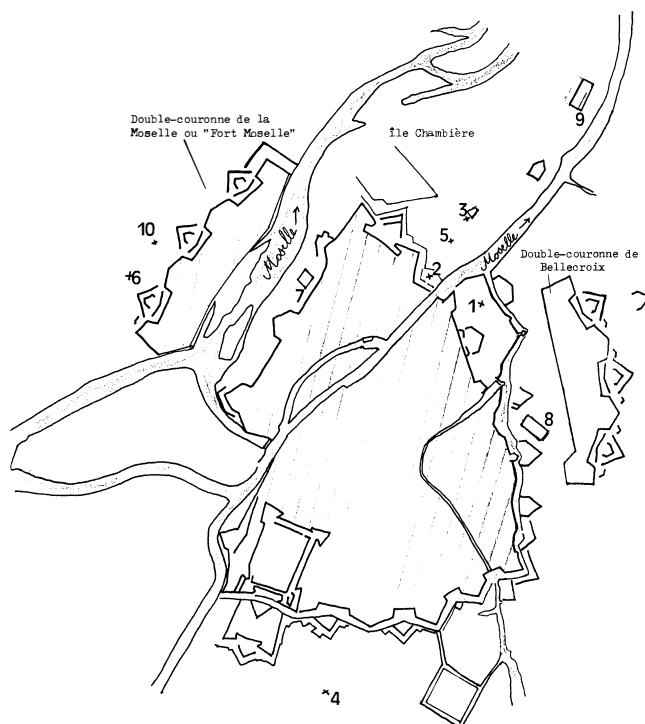 Double-couronne de la
Moselle ou "Fort Moselle"
Île Chambière
9
3
10
5
Moselle →
Moselle →
6
2
Double-couronne de
Bellecroix
1
8
4